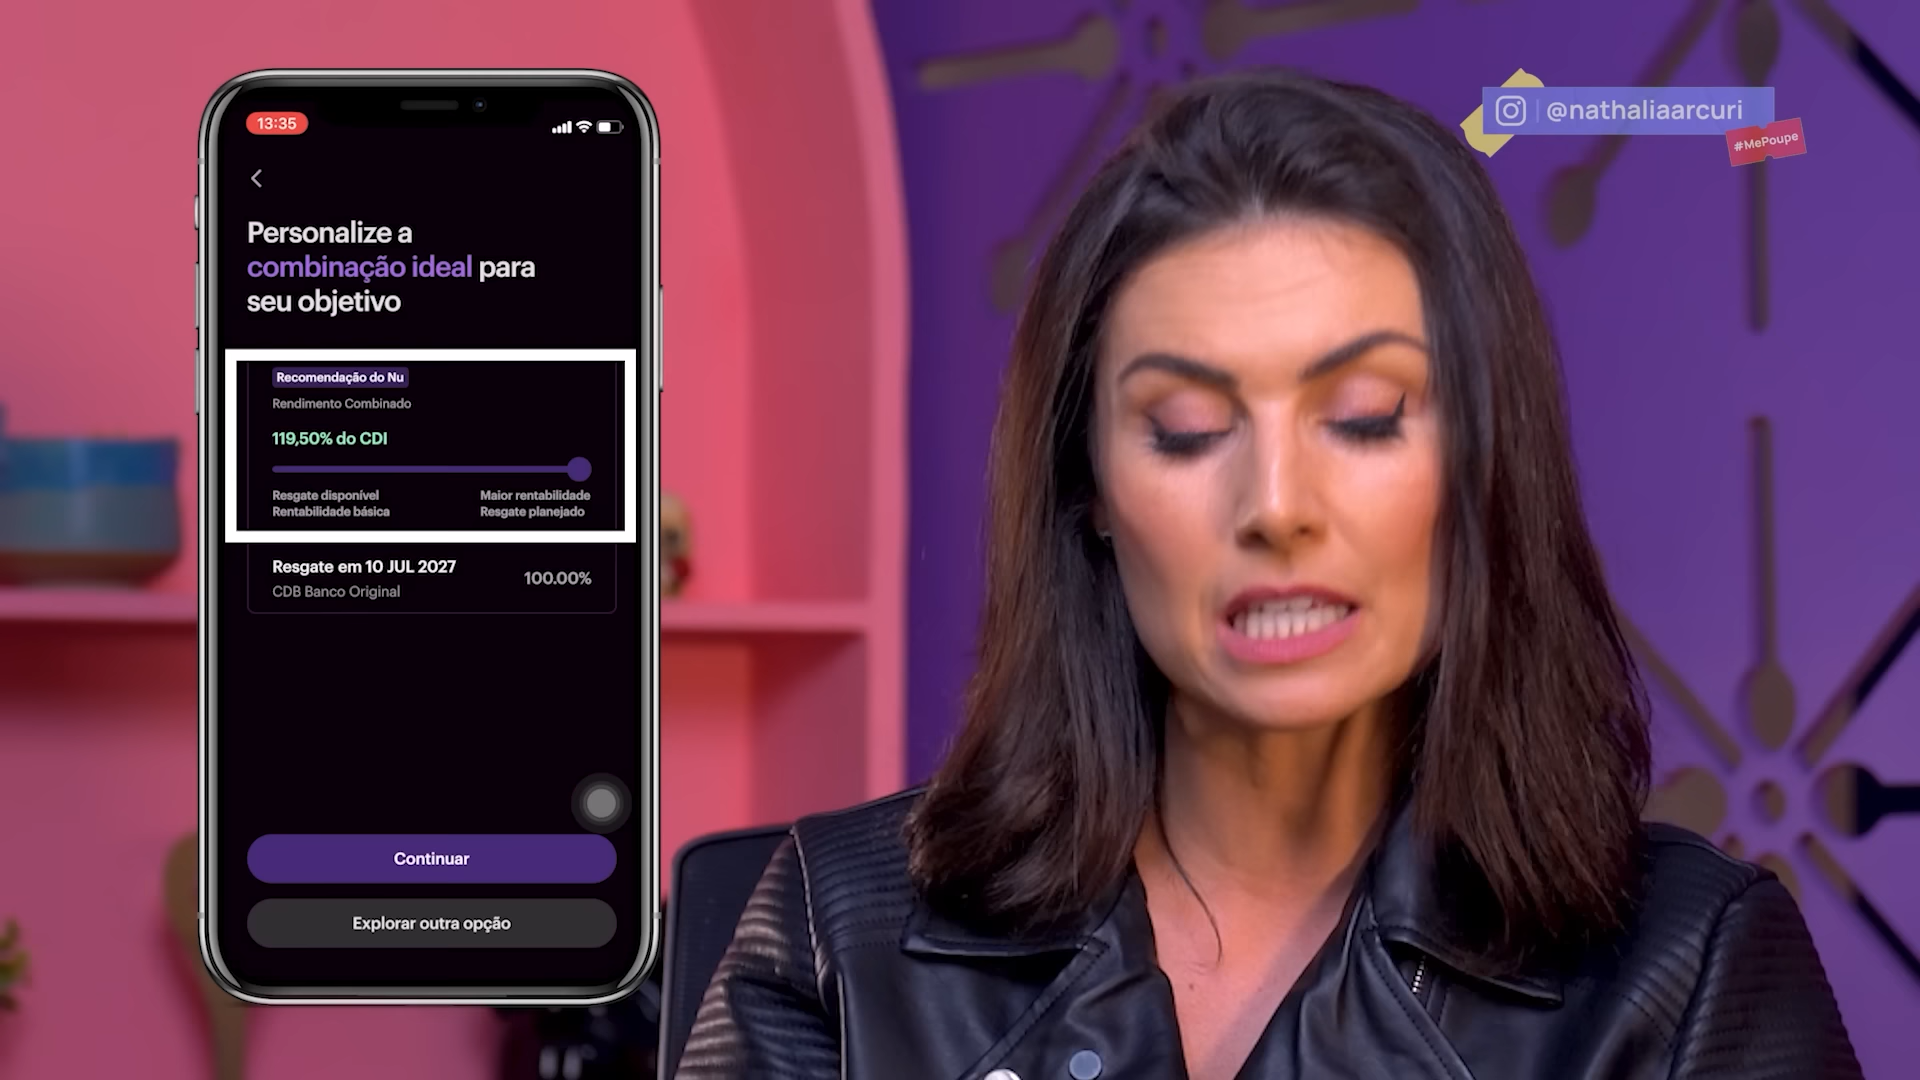 13:35
Personalize a
combinação ideal para
seu objetivo
Recomendação do Nu
Rendimento Combinado
119,50% do CDI
Resgate disponível
Rentabilidade básica
Maior rentabilidade
Resgate planejado
Resgate em 10 JUL 2027
CDB Banco Original
100.00%
Continuar
Explorar outra opção
@nathaliaarcuri
#MePoupe